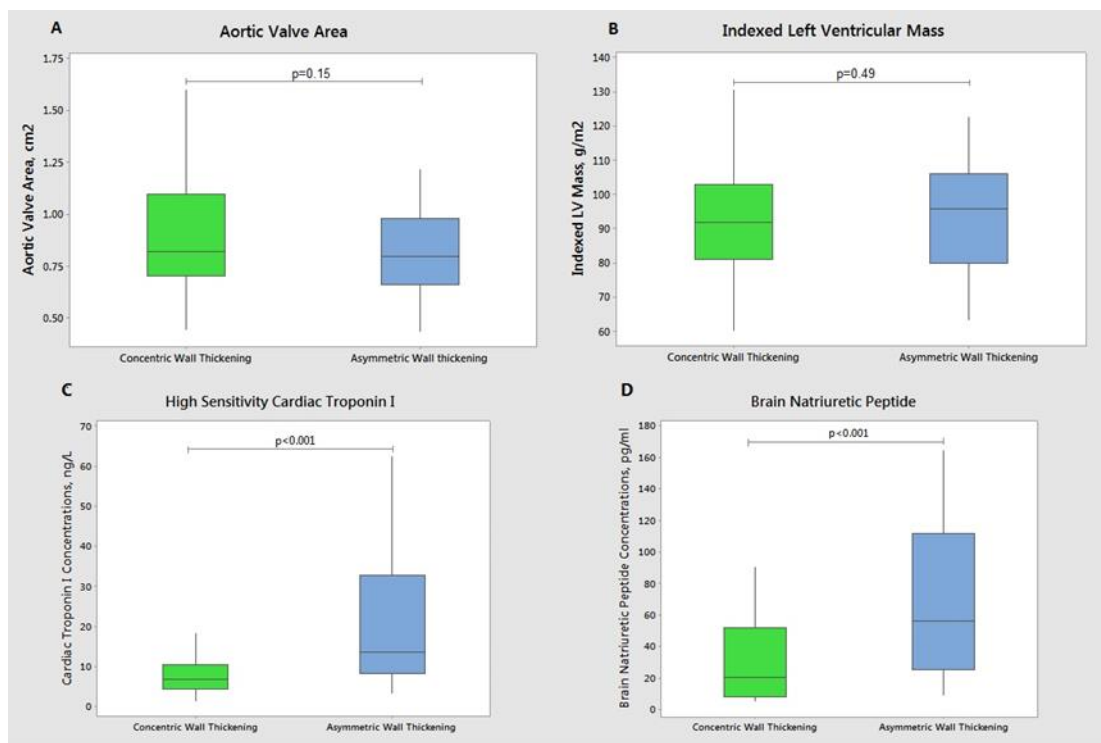 A
Aortic Valve Area
Aortic Valve Area, cm2
1.75
1.50
1.25
1.00
0.75
0.50
p=0.15
Concentric Wall Thickening
Asymmetric Wall thickening
B
Indexed Left Ventricular Mass
Indexed LV Mass, g/m2
140
130
120
110
100
90
80
70
60
p=0.49
Concentric Wall Thickening
Asymmetric Wall Thickening
C
High Sensitivity Cardiac Troponin I
Cardiac Troponin I Concentrations, ng/L
70
60
50
40
30
20
10
0
p<0.001
Concentric Wall Thickening
Asymmetric Wall Thickening
D
Brain Natriuretic Peptide
Brain Natriuretic Peptide Concentrations, pg/ml
180
160
140
120
100
80
60
40
20
0
p<0.001
Concentric Wall Thickening
Asymmetric Wall Thickening